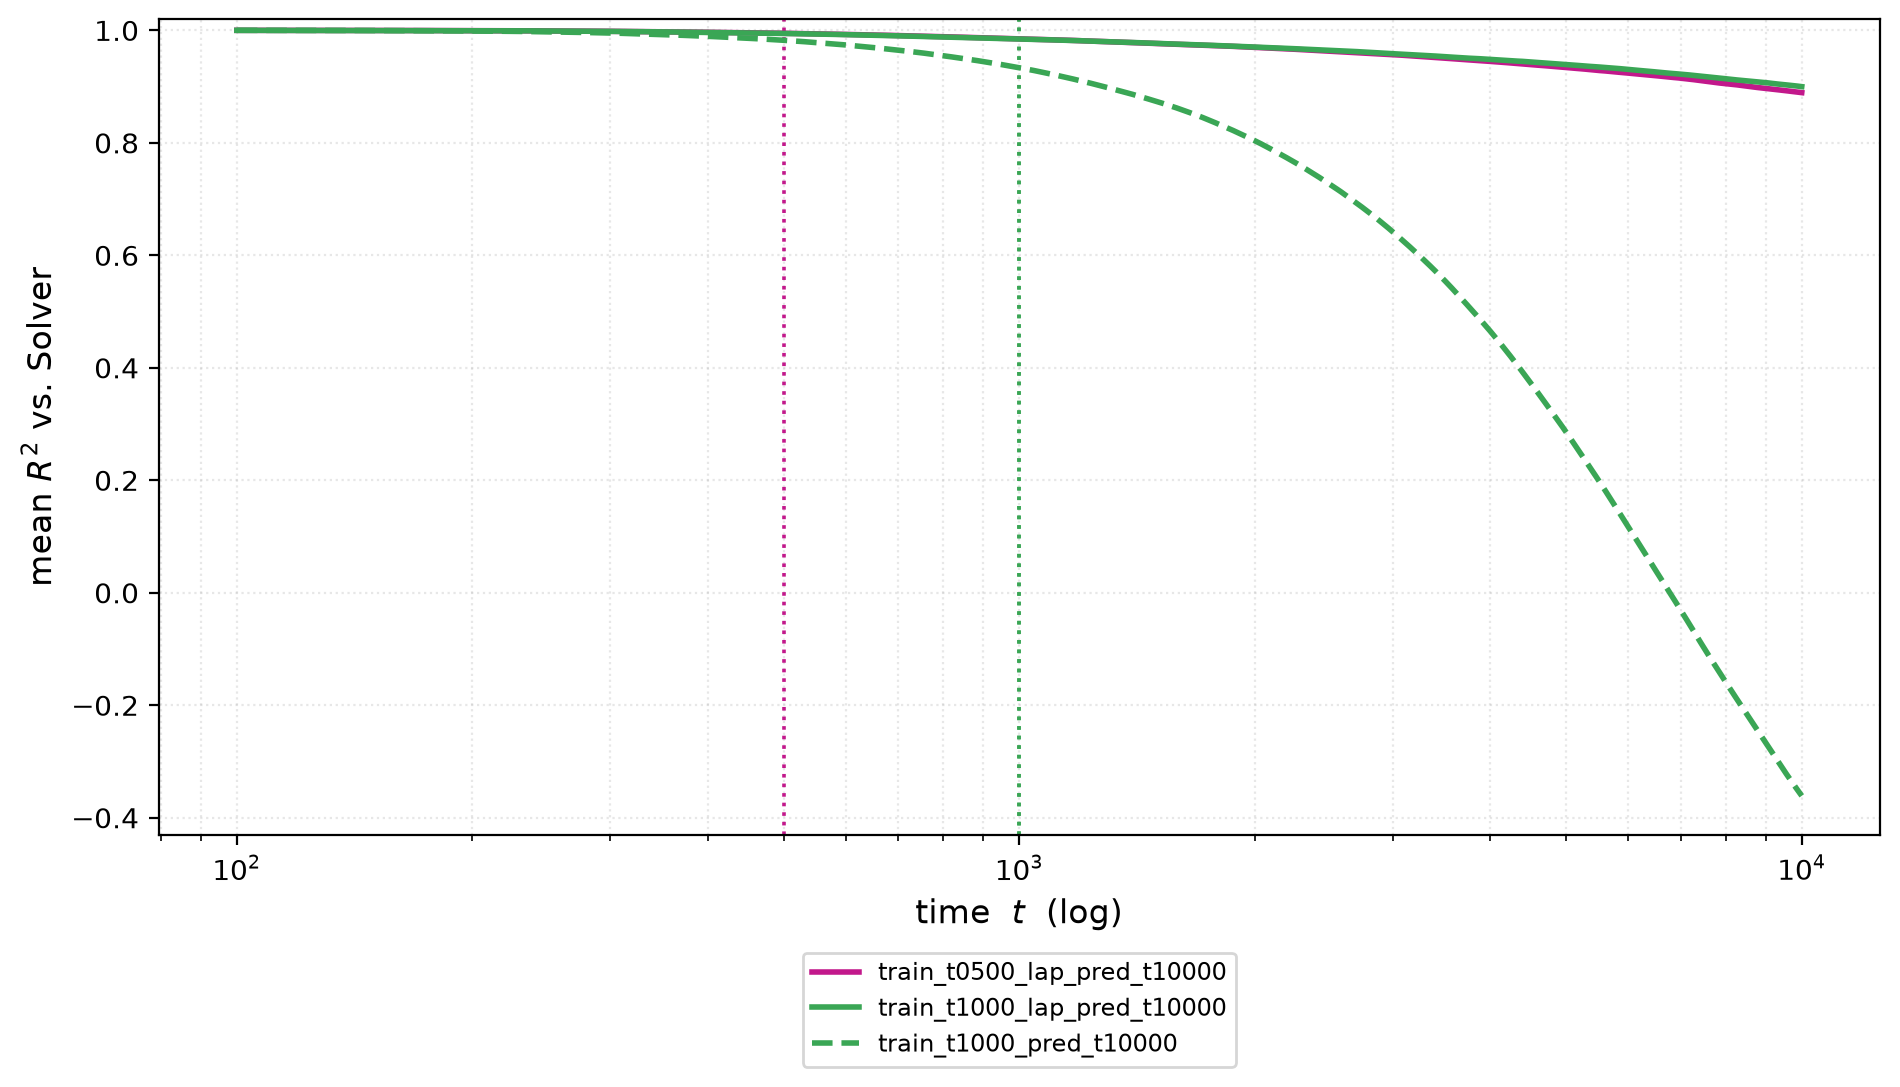 1.0
0.8
0.6
0.4
0.2
0.0
−0.2
−0.4
mean R² vs. Solver
10² 10³ 10⁴
time t (log)
train_t0500_lap_pred_t10000
train_t1000_lap_pred_t10000
train_t1000_pred_t10000